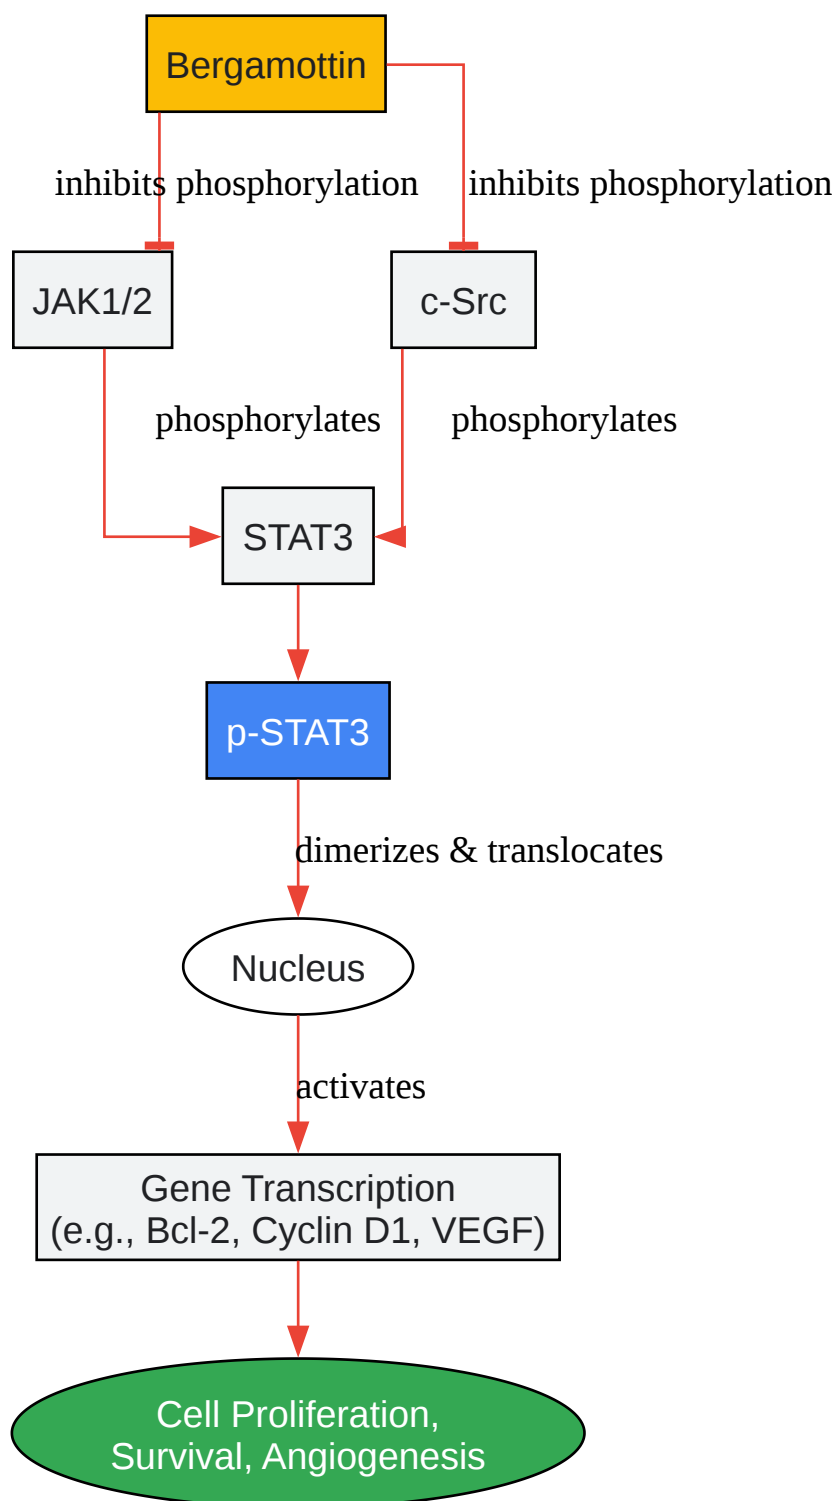 Bergamottin
inhibits phosphorylation
inhibits phosphorylation
JAK1/2
c-Src
phosphorylates
phosphorylates
STAT3
p-STAT3
dimerizes & translocates
Nucleus
activates
Gene Transcription
(e.g., Bcl-2, Cyclin D1, VEGF)
Cell Proliferation,
Survival, Angiogenesis